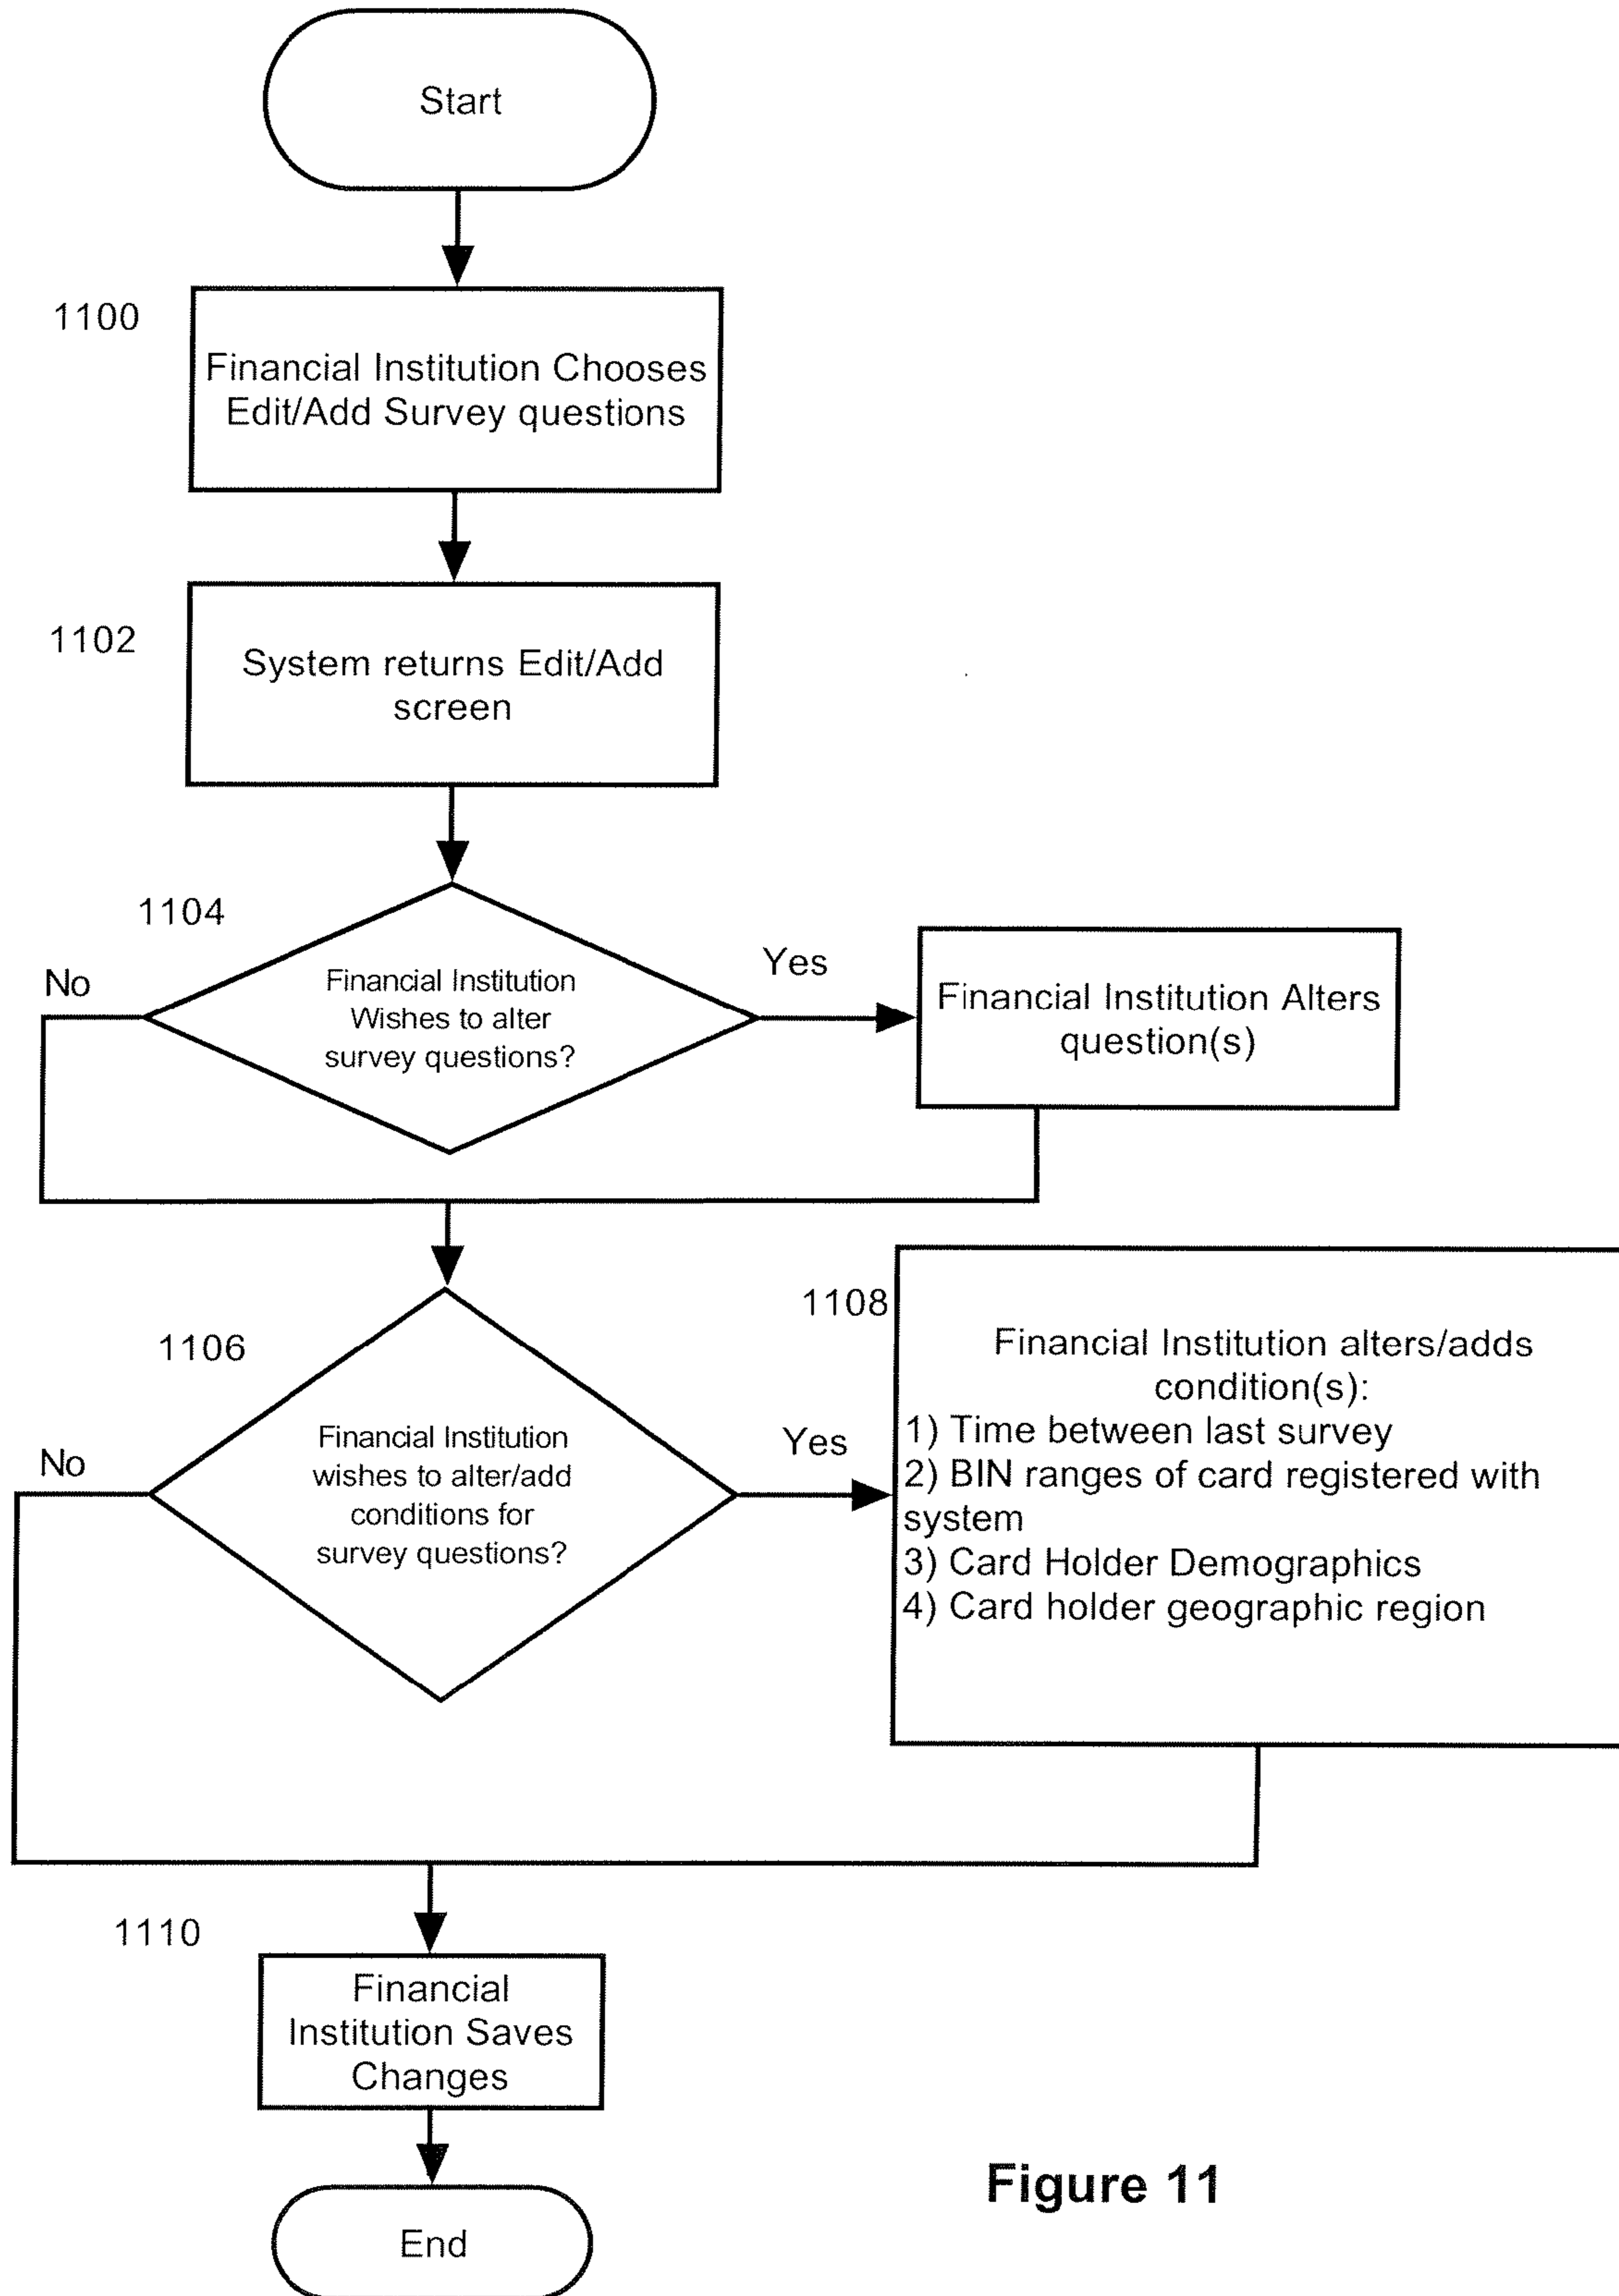 Start
1100
Financial Institution Chooses
Edit/Add Survey questions
1102
System returns Edit/Add
screen
1104
No
Financial Institution
Wishes to alter
survey questions?
Yes
Financial Institution Alters
question(s)
1106
No
Financial Institution
wishes to alter/add
conditions for
survey questions?
Yes
1108
Financial Institution alters/adds
condition(s):
1) Time between last survey
2) BIN ranges of card registered with
system
3) Card Holder Demographics
4) Card holder geographic region
1110
Financial
Institution Saves
Changes
End
Figure 11